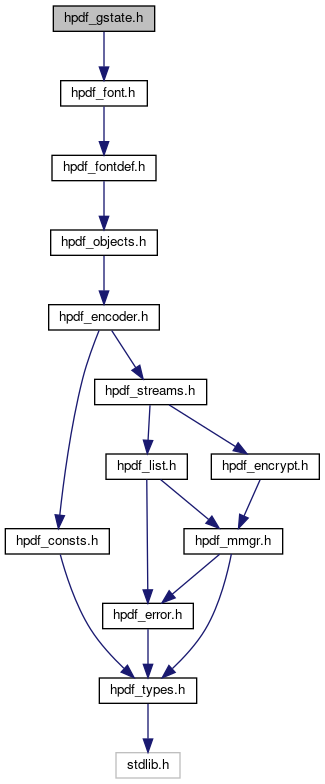 hpdf_gstate.h
hpdf_font.h
hpdf_fontdef.h
hpdf_objects.h
hpdf_encoder.h
hpdf_streams.h
hpdf_list.h
hpdf_encrypt.h
hpdf_consts.h
hpdf_mmgr.h
hpdf_error.h
hpdf_types.h
stdlib.h